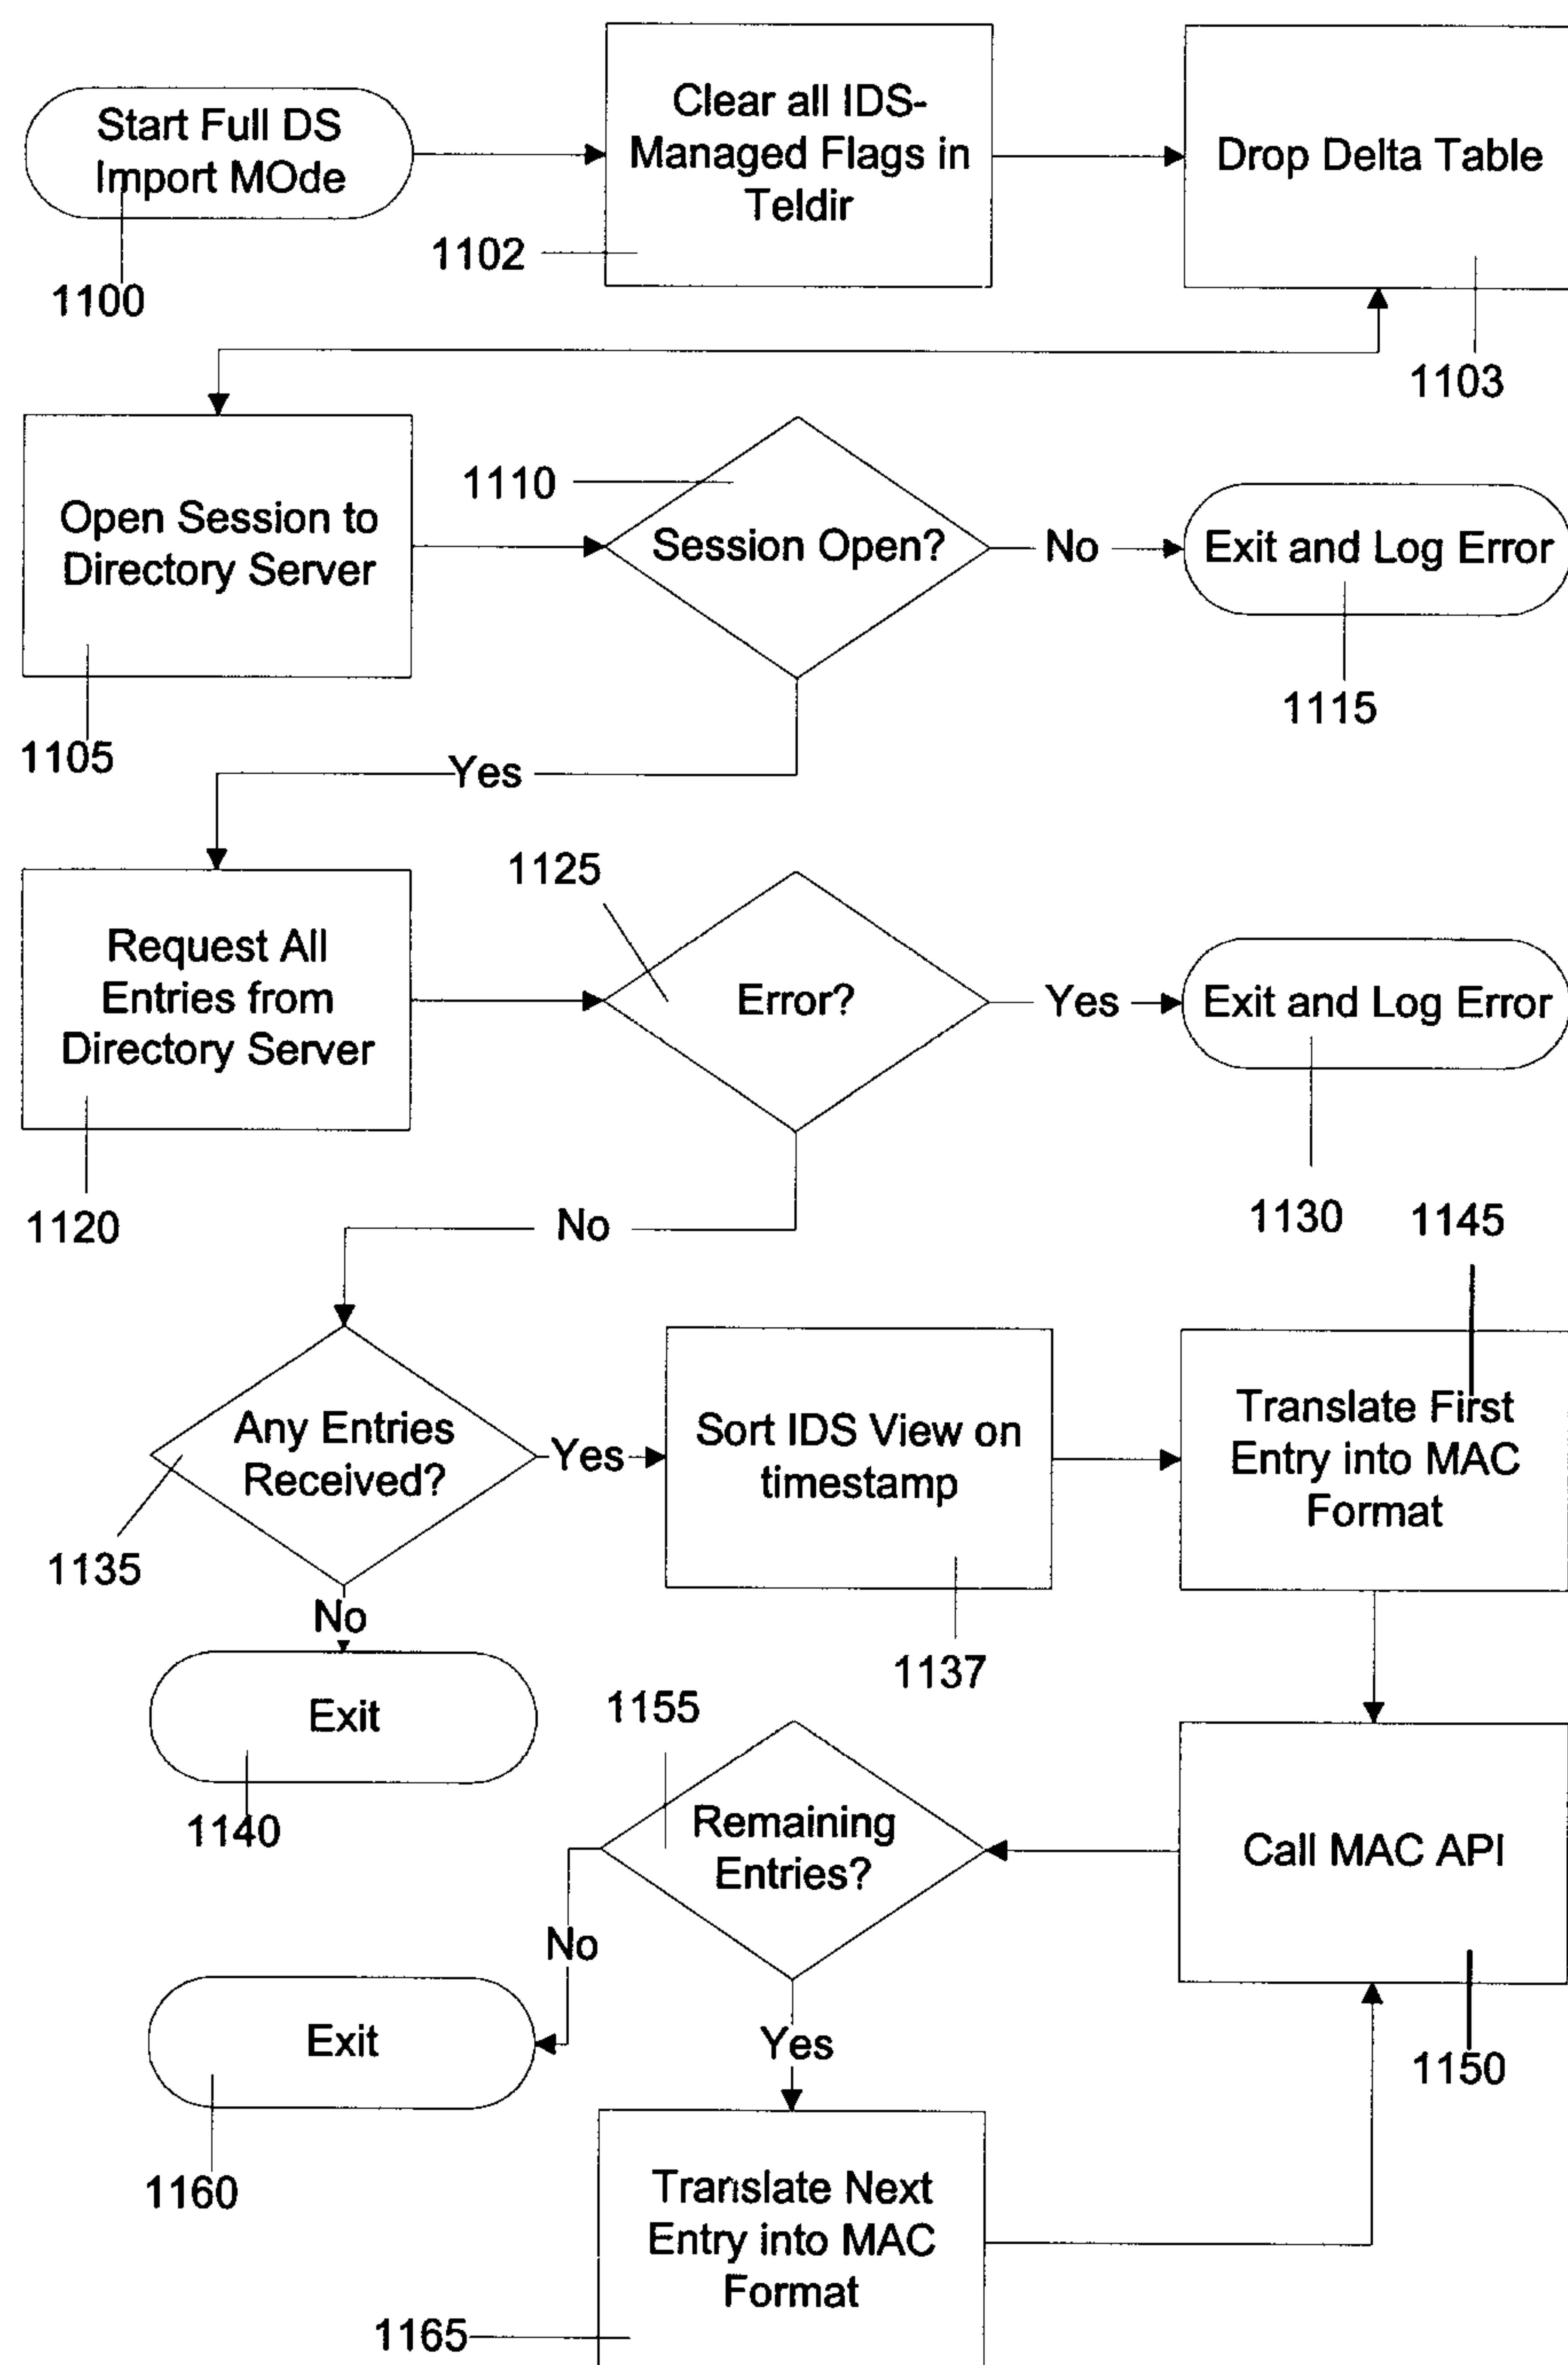 Start Full DS
Import MOde
1100
Clear all IDS-
Managed Flags in
Teldir
1102
Drop Delta Table
1103
Open Session to
Directory Server
1105
1110
Session Open?
No
Exit and Log Error
1115
Yes
Request All
Entries from
Directory Server
1120
1125
Error?
Yes
Exit and Log Error
1130
No
Any Entries
Received?
1135
Yes
Sort IDS View on
timestamp
1137
1145
Translate First
Entry into MAC
Format
No
Exit
1140
1155
Remaining
Entries?
Call MAC API
1150
No
Exit
1160
Yes
Translate Next
Entry into MAC
Format
1165